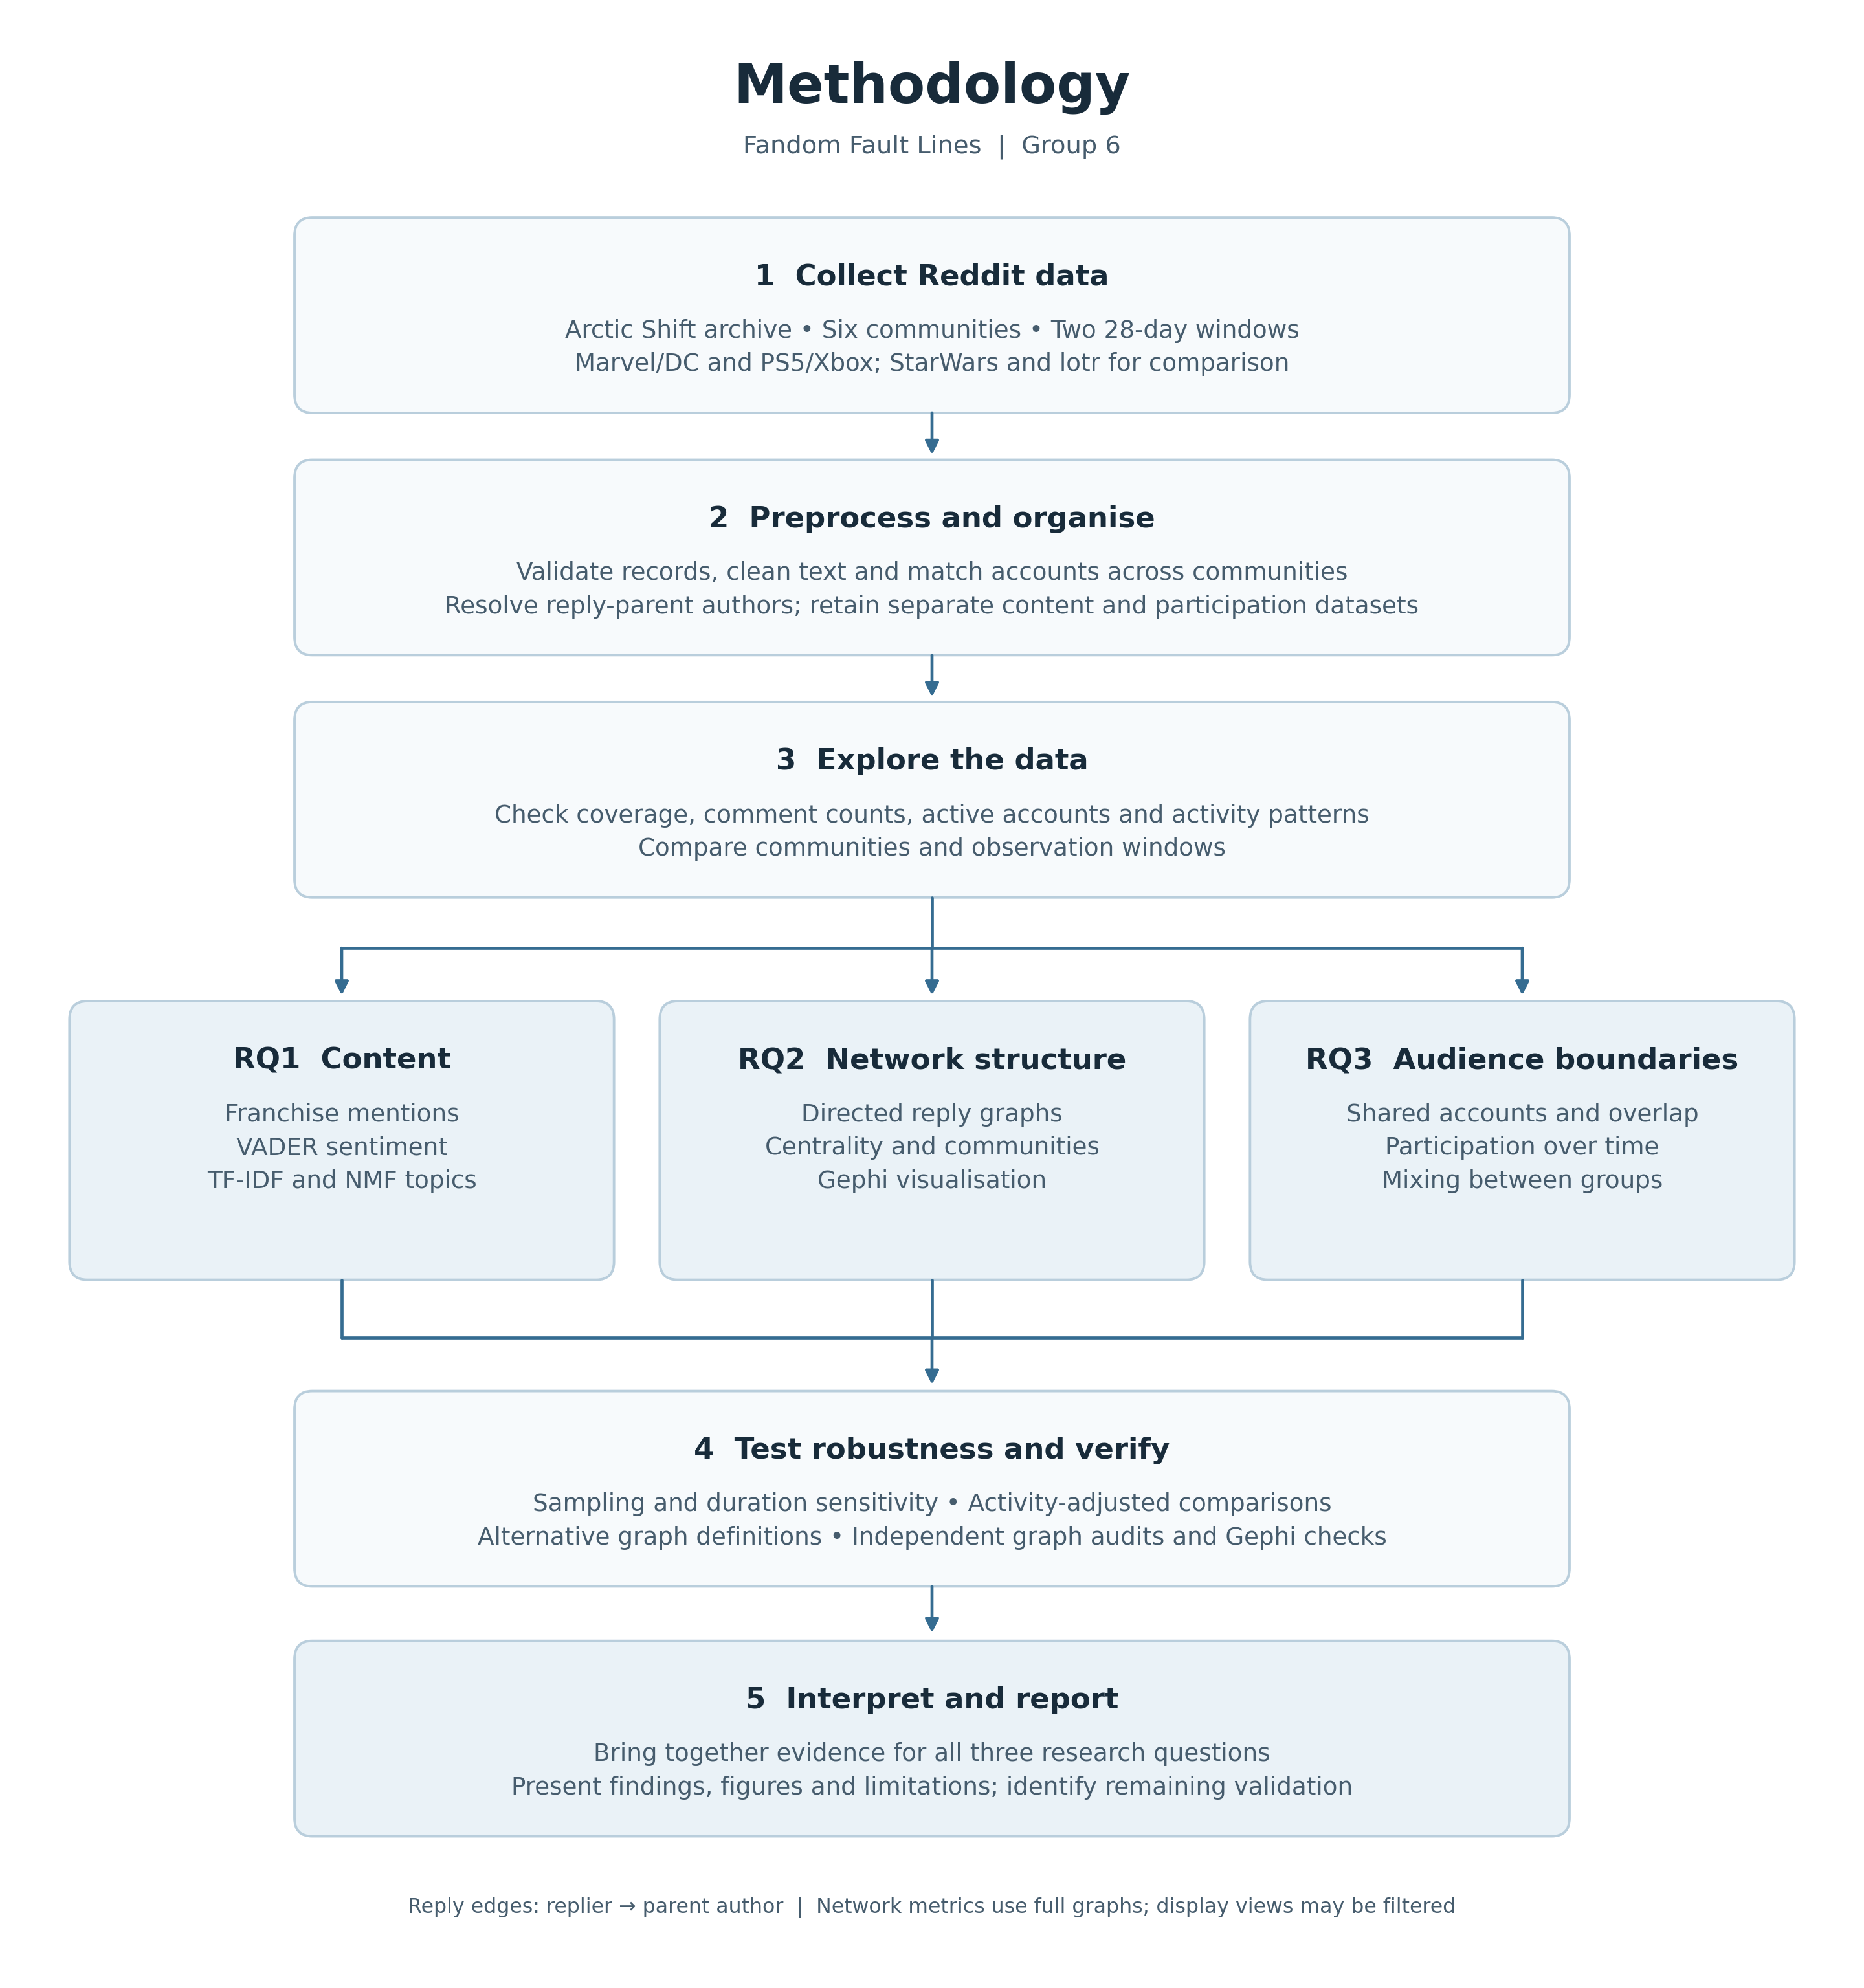 Methodology
Fandom Fault Lines | Group 6
1 Collect Reddit data
Arctic Shift archive • Six communities • Two 28-day windows
Marvel/DC and PS5/Xbox; StarWars and lotr for comparison
2 Preprocess and organise
Validate records, clean text and match accounts across communities
Resolve reply-parent authors; retain separate content and participation datasets
3 Explore the data
Check coverage, comment counts, active accounts and activity patterns
Compare communities and observation windows
RQ1 Content
Franchise mentions
VADER sentiment
TF-IDF and NMF topics
RQ2 Network structure
Directed reply graphs
Centrality and communities
Gephi visualisation
RQ3 Audience boundaries
Shared accounts and overlap
Participation over time
Mixing between groups
4 Test robustness and verify
Sampling and duration sensitivity • Activity-adjusted comparisons
Alternative graph definitions • Independent graph audits and Gephi checks
5 Interpret and report
Bring together evidence for all three research questions
Present findings, figures and limitations; identify remaining validation
Reply edges: replier → parent author | Network metrics use full graphs; display views may be filtered